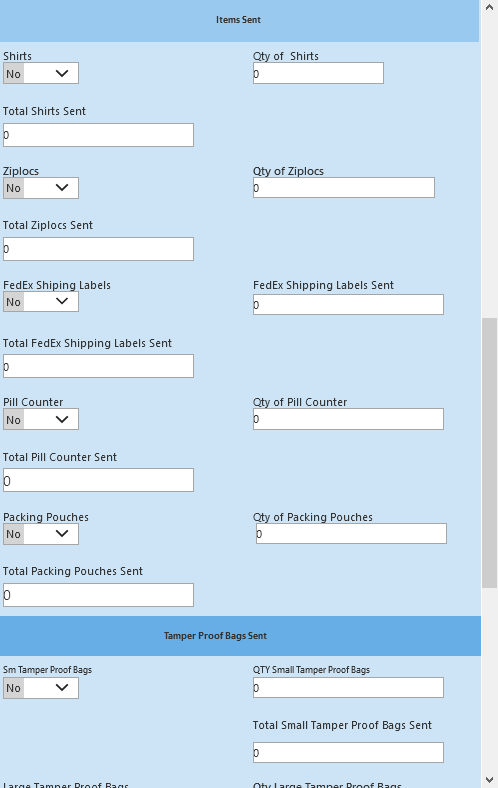 Items Sent
Shirts
Qty of Shirts
No
0
Total Shirts Sent
0
Ziplocs
Qty of Ziplocs
No
0
Total Ziplocs Sent
0
FedEx Shiping Labels
FedEx Shipping Labels Sent
No
0
Total FedEx Shipping Labels Sent
0
Pill Counter
Qty of Pill Counter
No
0
Total Pill Counter Sent
0
Packing Pouches
Qty of Packing Pouches
No
0
Total Packing Pouches Sent
0
Tamper Proof Bags Sent
Sm Tamper Proof Bags
QTY Small Tamper Proof Bags
No
0
Total Small Tamper Proof Bags Sent
0
Large Tamper Proof Bags
Qty Large Tamper Proof Bags